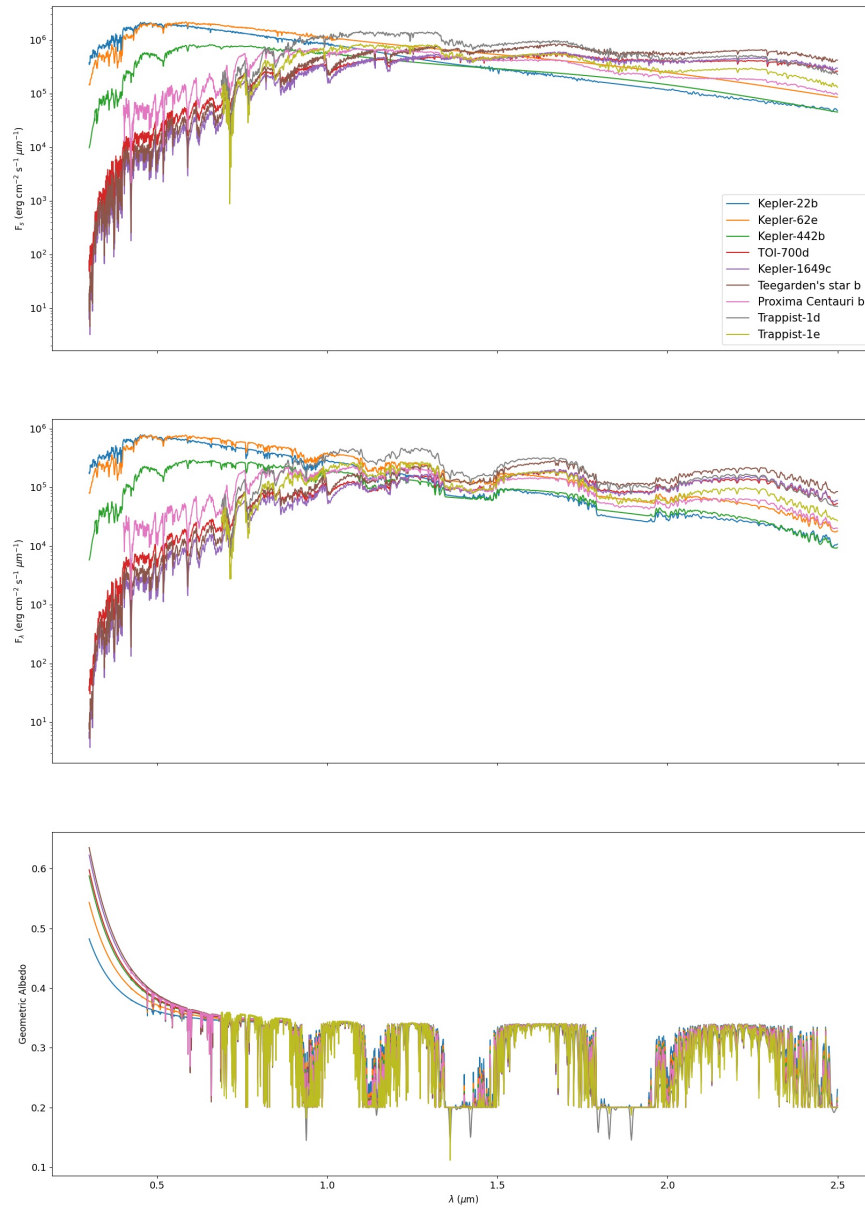 10⁶
10⁵
10⁴
10³
10²
10¹
F_s (erg cm⁻² s⁻¹ μm⁻¹)
Kepler-22b
Kepler-62e
Kepler-442b
TOI-700d
Kepler-1649c
Teegarden's star b
Proxima Centauri b
Trappist-1d
Trappist-1e
10⁶
10⁵
10⁴
10³
10²
10¹
F_λ (erg cm⁻² s⁻¹ μm⁻¹)
0.6
0.5
0.4
0.3
0.2
0.1
Geometric Albedo
0.5 1.0 1.5 2.0 2.5
λ (μm)